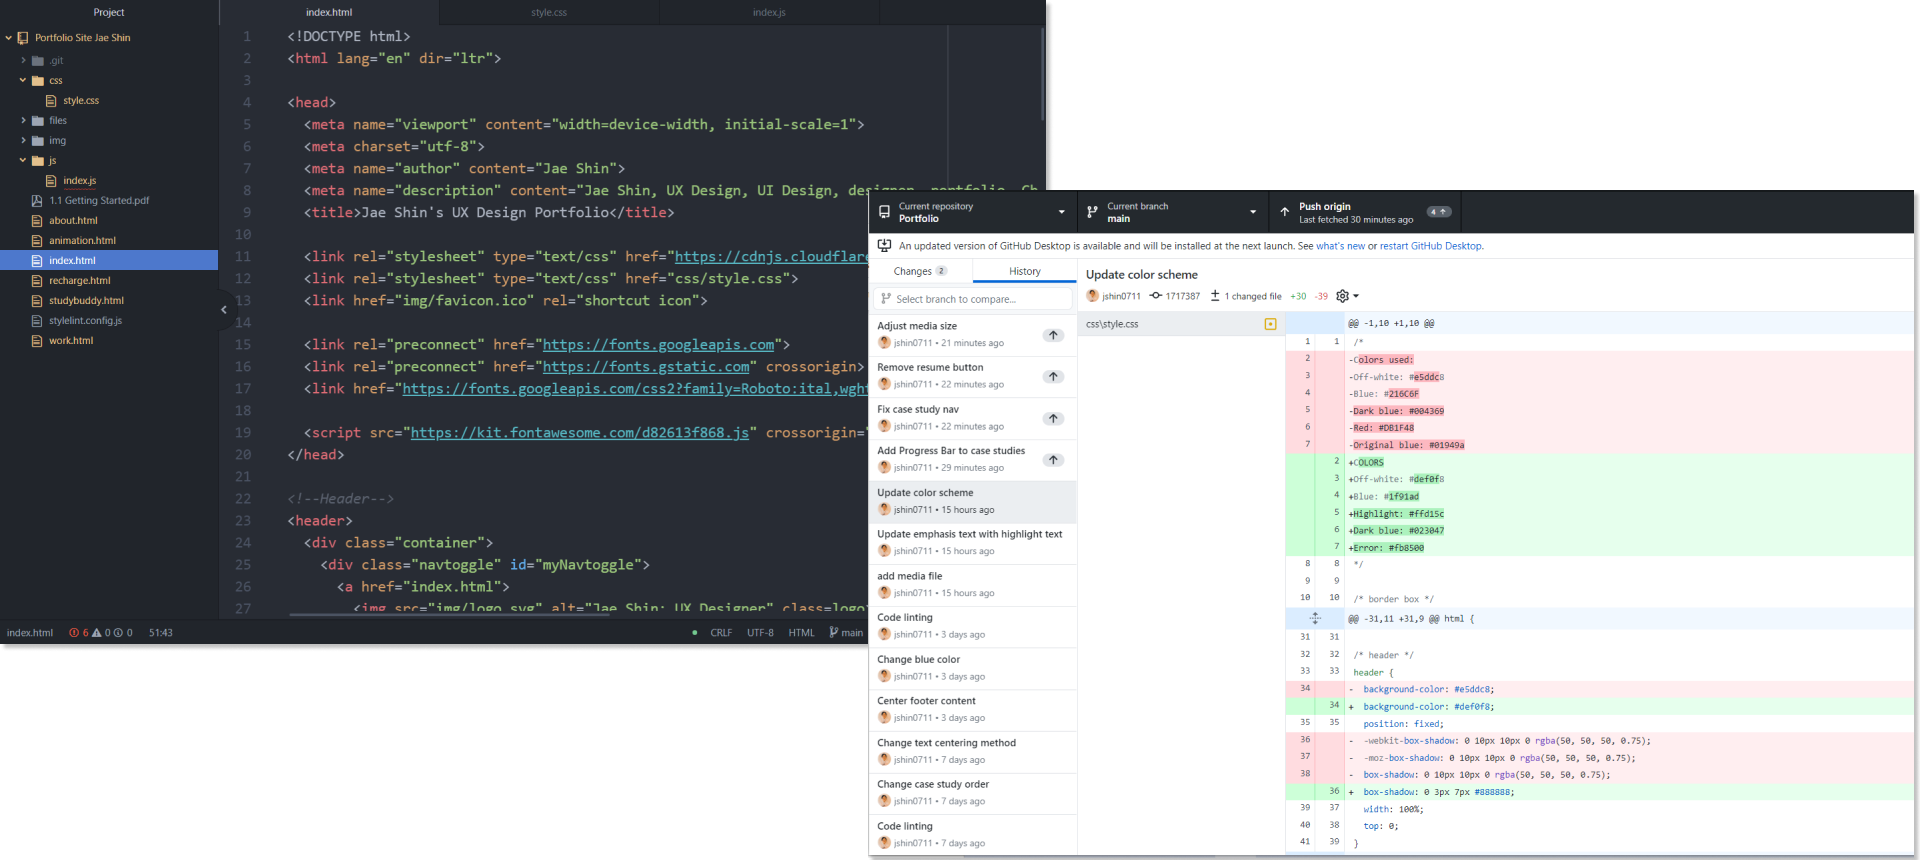 Project
Portfolio Site Jae Shin
.git
css
style.css
files
img
js
index.js
1.1 Getting Started.pdf
about.html
animation.html
index.html
recharge.html
studybuddy.html
stylelint.config.js
work.html
index.html style.css index.js
1 <!DOCTYPE html>
2 <html lang="en" dir="ltr">
3
4 <head>
5 <meta name="viewport" content="width=device-width, initial-scale=1">
6 <meta charset="utf-8">
7 <meta name="author" content="Jae Shin">
8 <meta name="description" content="Jae Shin, UX Design, UI Design, designer, portfolio, Ch
9 <title>Jae Shin's UX Design Portfolio</title>
10
11 <link rel="stylesheet" type="text/css" href="https://cdnjs.cloudflare
12 <link rel="stylesheet" type="text/css" href="css/style.css">
13 <link href="img/favicon.ico" rel="shortcut icon">
14
15 <link rel="preconnect" href="https://fonts.googleapis.com">
16 <link rel="preconnect" href="https://fonts.gstatic.com" crossorigin>
17 <link href="https://fonts.googleapis.com/css2?family=Roboto:ital,wght
18
19 <script src="https://kit.fontawesome.com/d82613f868.js" crossorigin="
20 </head>
21
22 <!--Header-->
23 <header>
24 <div class="container">
25 <div class="navtoggle" id="myNavtoggle">
26 <a href="index.html">
27 <img src="img/logo.svg" alt="Jae Shin: UX Designer" class=logo
index.html 6 0 0 51:43 CRLF UTF-8 HTML main
Current repository
Portfolio
Current branch
main
Push origin
Last fetched 30 minutes ago
4
An updated version of GitHub Desktop is available and will be installed at the next launch. See what's new or restart GitHub Desktop.
Changes 2 History
Select branch to compare...
Adjust media size
jshin0711 • 21 minutes ago
Remove resume button
jshin0711 • 22 minutes ago
Fix case study nav
jshin0711 • 22 minutes ago
Add Progress Bar to case studies
jshin0711 • 29 minutes ago
Update color scheme
jshin0711 • 15 hours ago
Update emphasis text with highlight text
jshin0711 • 15 hours ago
add media file
jshin0711 • 15 hours ago
Code linting
jshin0711 • 3 days ago
Change blue color
jshin0711 • 3 days ago
Center footer content
jshin0711 • 3 days ago
Change text centering method
jshin0711 • 7 days ago
Change case study order
jshin0711 • 7 days ago
Code linting
jshin0711 • 7 days ago
Update color scheme
jshin0711 1717387 1 changed file +30 -39
css\style.css
@@ -1,10 +1,10 @@
1 1 /*
2 -Colors used:
3 -Off-white: #e5ddc8
4 -Blue: #216C6F
5 -Dark blue: #004369
6 -Red: #DB1F48
7 -Original blue: #01949a
2 +COLORS
3 +Off-white: #def0f8
4 +Blue: #1f91ad
5 +Highlight: #ffd15c
6 +Dark blue: #023047
7 +Error: #fb8500
8 8 */
9 9
10 10 /* border box */
@@ -31,11 +31,9 @@ html {
31 31
32 32 /* header */
33 33 header {
34 - background-color: #e5ddc8;
34 + background-color: #def0f8;
35 35 position: fixed;
36 - -webkit-box-shadow: 0 10px 10px 0 rgba(50, 50, 50, 0.75);
37 - -moz-box-shadow: 0 10px 10px 0 rgba(50, 50, 50, 0.75);
38 - box-shadow: 0 10px 10px 0 rgba(50, 50, 50, 0.75);
36 + box-shadow: 0 3px 7px #888888;
39 37 width: 100%;
40 38 top: 0;
41 39 }